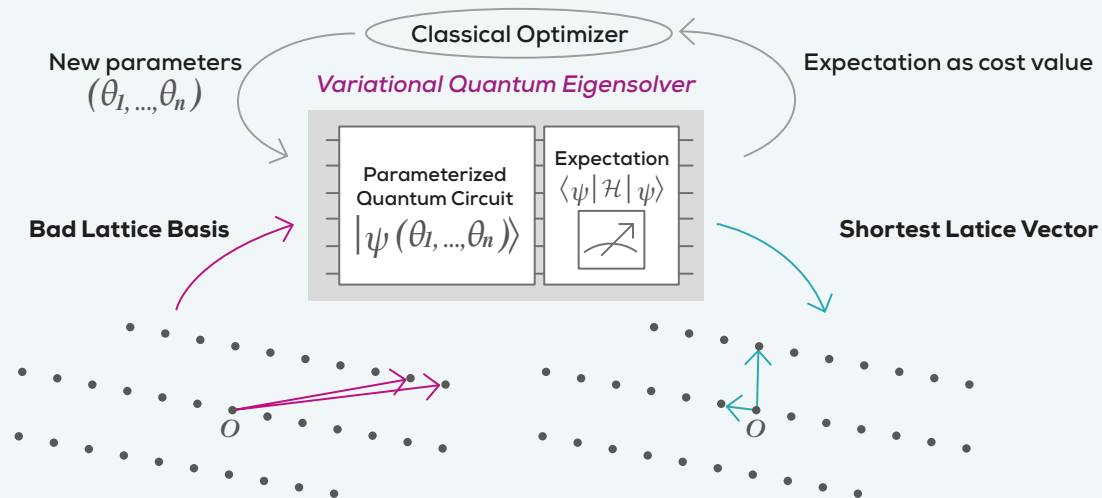 Classical Optimizer
New parameters
(θ1,...,θn)
Expectation as cost value
Variational Quantum Eigensolver
Parameterized
Quantum Circuit
|ψ(θ1,...,θn)⟩
Expectation
⟨ψ|ℋ|ψ⟩
Bad Lattice Basis
Shortest Latice Vector
O
O